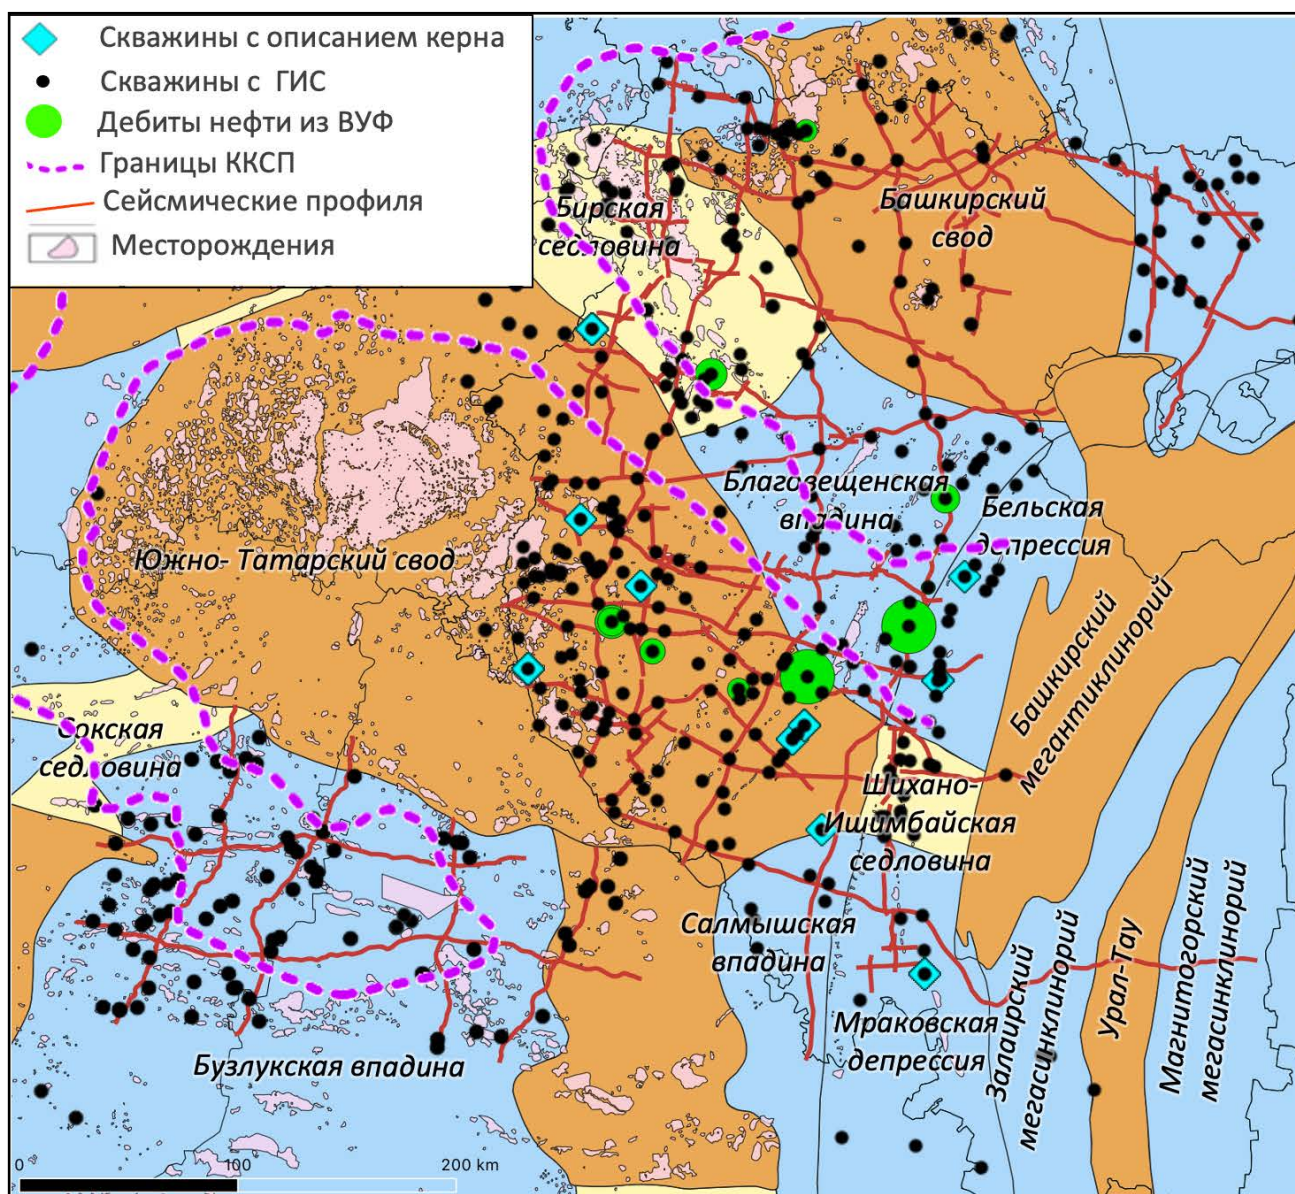 Скважины с описанием керна
Скважины с ГИС
Дебиты нефти из ВУФ
Границы ККСП
Сейсмические профиля
Месторождения
Бирская
седловина
Башкирский
свод
Благовещенская
впадина
Бельская
депрессия
Южно- Татарский свод
Башкирский
мегантиклинорий
Сокская
седловина
Шихано-
Ишимбайская
седловина
Салмышская
впадина
Мраковская
депрессия
Зилаирский
мегасинклинорий
Урал-Тау
Магнитогорский
мегасинклинорий
Бузлукская впадина
0 100 200 km